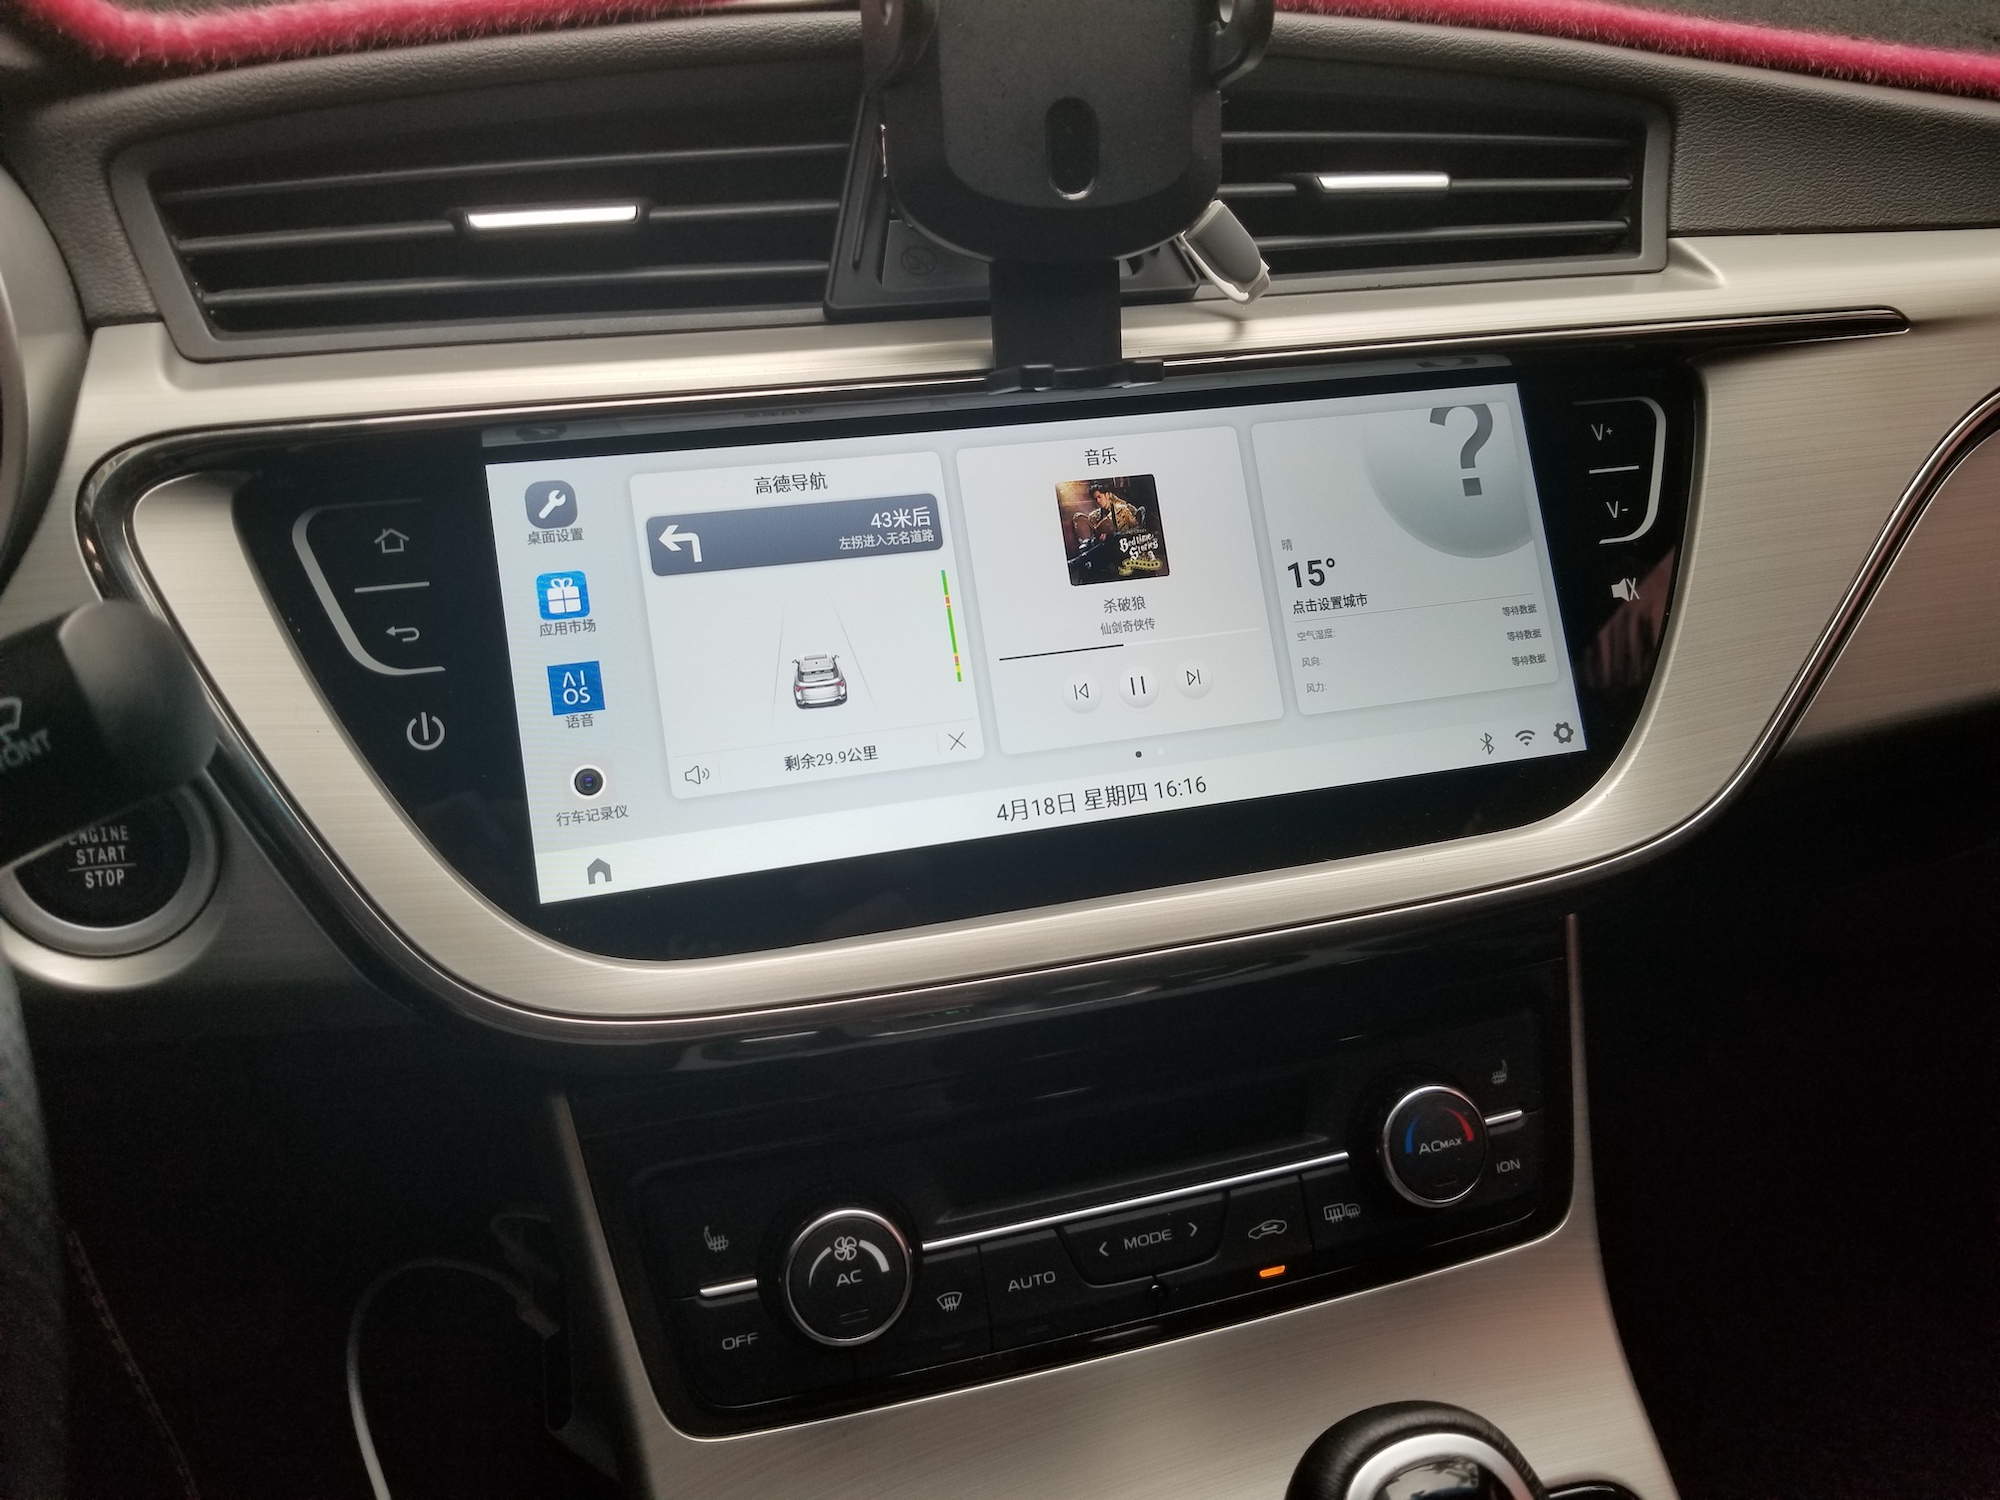 桌面设置
应用市场
AI
OS
语音
行车记录仪
高德导航
43米后
左拐进入无名道路
剩余29.9公里
音乐
Bedtime
Stories
杀破狼
仙剑奇侠传
?
晴
15°
点击设置城市
空气湿度:
等待数据
风向:
等待数据
风力:
等待数据
4月18日 星期四 16:16
V+
V-
ENGINE
START
STOP
AC
OFF
AUTO
MODE
ACMAX
ION